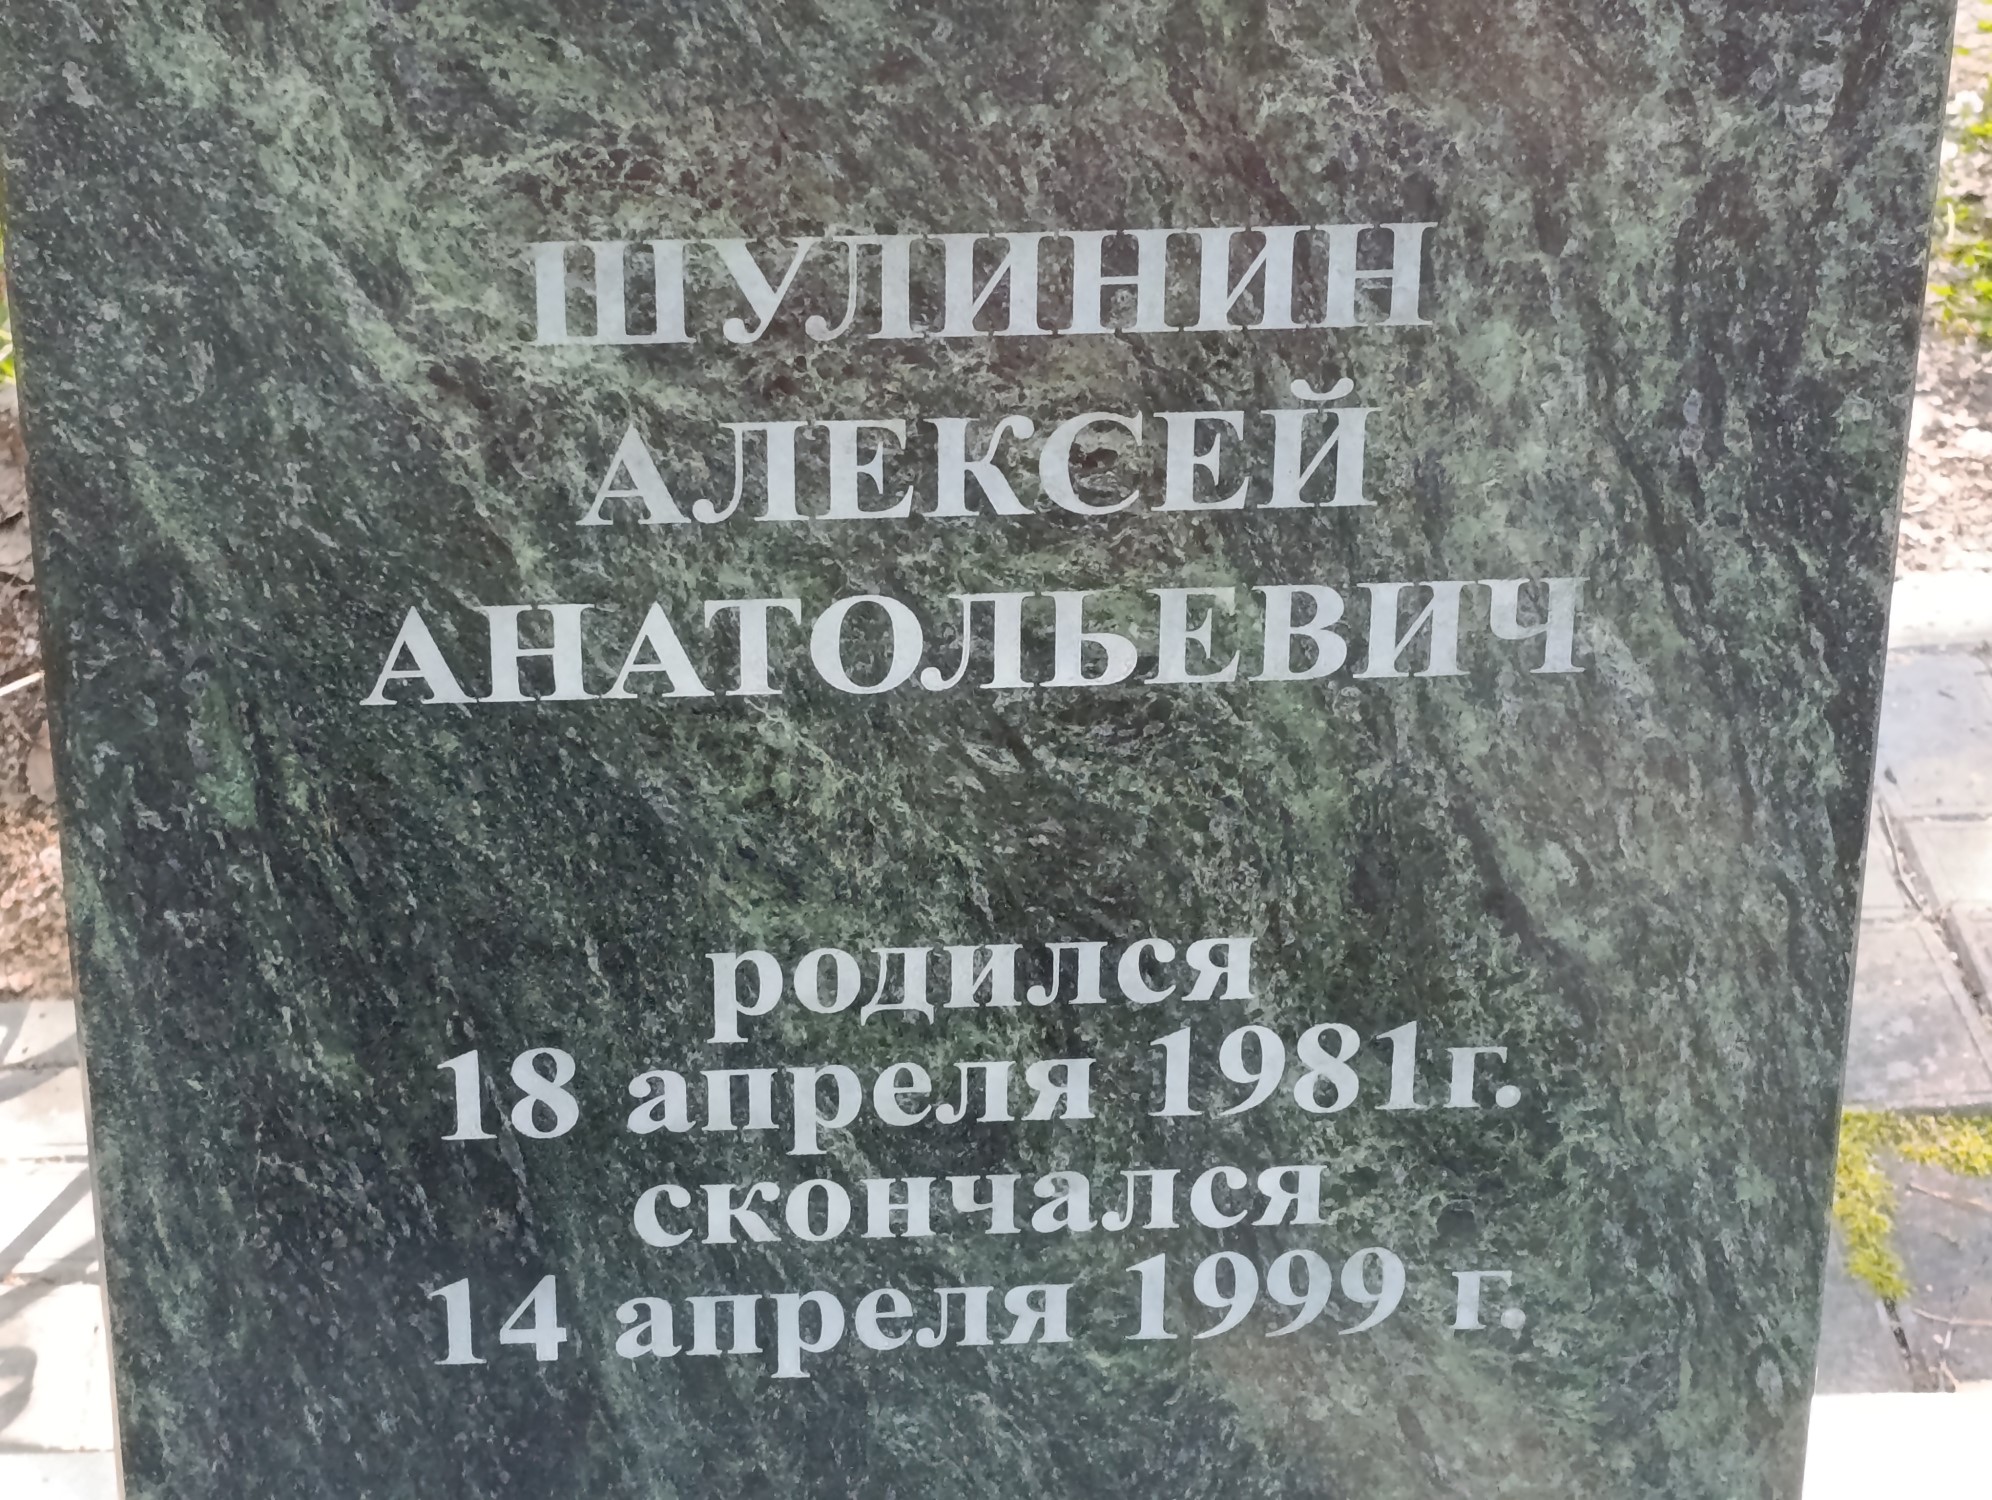 ШУЛИНИН
АЛЕКСЕЙ
АНАТОЛЬЕВИЧ
родился
18 апреля 1981г.
скончался
14 апреля 1999 г.